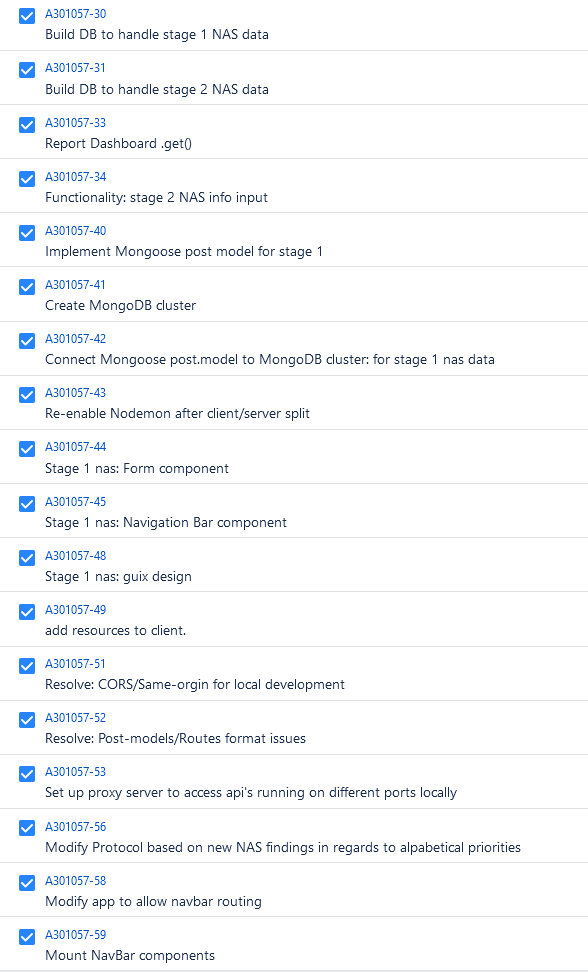 A301057-30
Build DB to handle stage 1 NAS data
A301057-31
Build DB to handle stage 2 NAS data
A301057-33
Report Dashboard .get()
A301057-34
Functionality: stage 2 NAS info input
A301057-40
Implement Mongoose post model for stage 1
A301057-41
Create MongoDB cluster
A301057-42
Connect Mongoose post.model to MongoDB cluster: for stage 1 nas data
A301057-43
Re-enable Nodemon after client/server split
A301057-44
Stage 1 nas: Form component
A301057-45
Stage 1 nas: Navigation Bar component
A301057-48
Stage 1 nas: guix design
A301057-49
add resources to client.
A301057-51
Resolve: CORS/Same-orgin for local development
A301057-52
Resolve: Post-models/Routes format issues
A301057-53
Set up proxy server to access api's running on different ports locally
A301057-56
Modify Protocol based on new NAS findings in regards to alpabetical priorities
A301057-58
Modify app to allow navbar routing
A301057-59
Mount NavBar components